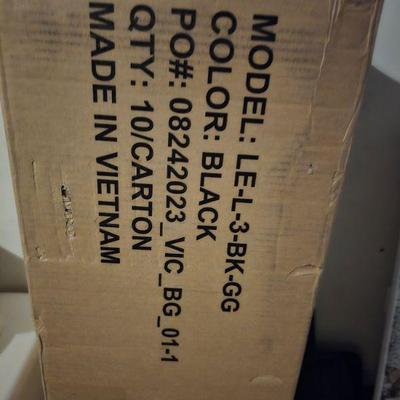 MODEL: LE-L-3-BK-GG
COLOR: BLACK
PO#: 08242023_VIC_BG_01-1
QTY: 10/CARTON
MADE IN VIETNAM